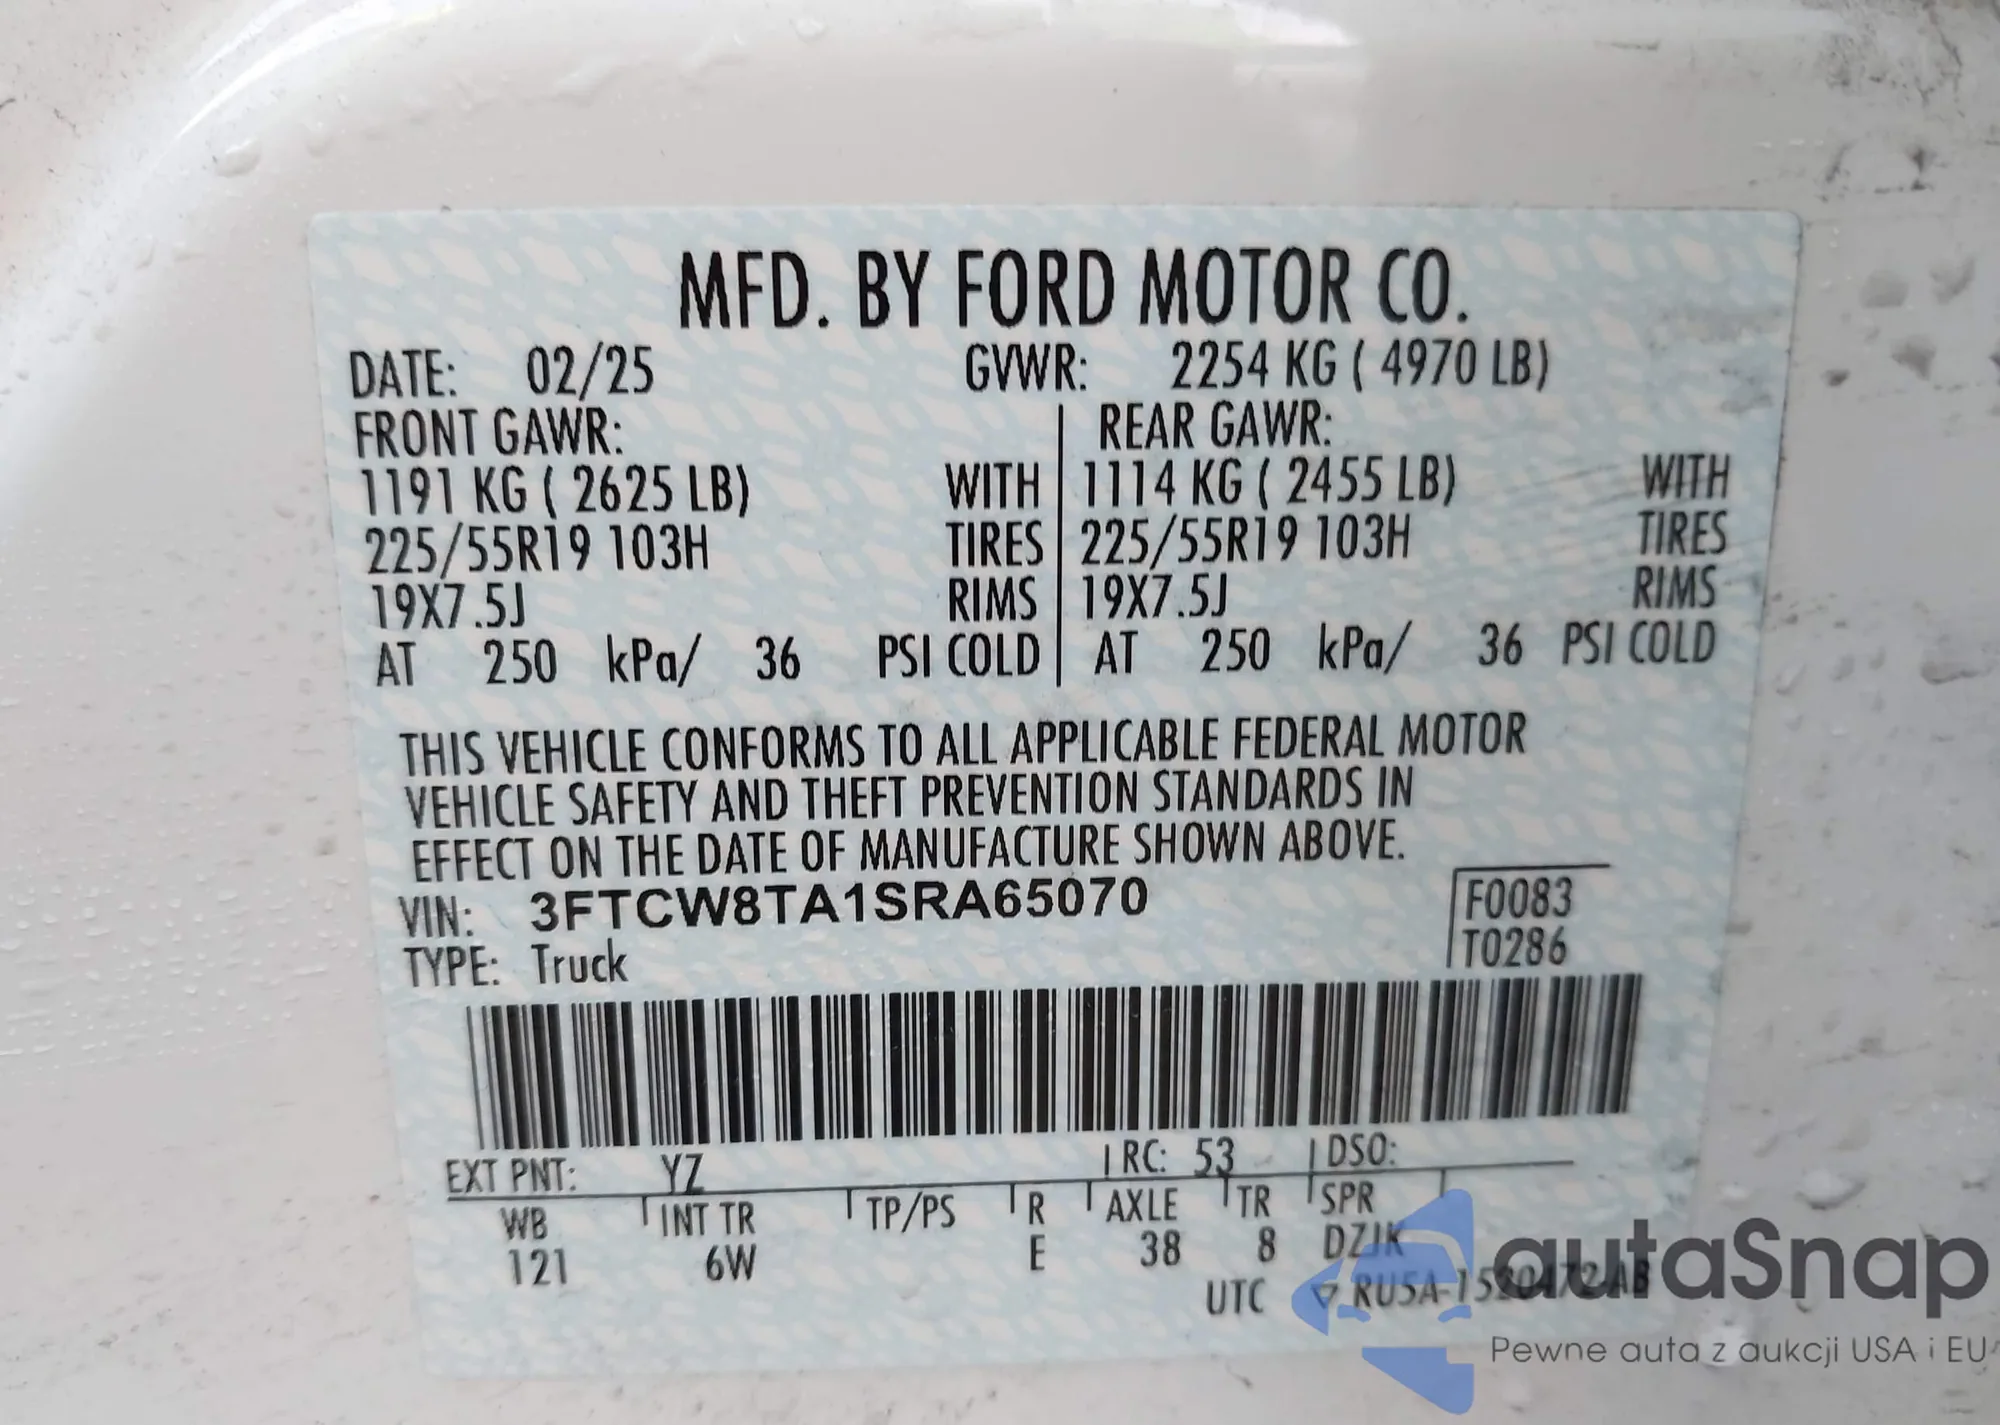 MFD. BY FORD MOTOR CO.
DATE: 02/25 GVWR: 2254 KG ( 4970 LB)
FRONT GAWR: REAR GAWR:
1191 KG ( 2625 LB) WITH 1114 KG ( 2455 LB) WITH
225/55R19 103H TIRES 225/55R19 103H TIRES
19X7.5J RIMS 19X7.5J RIMS
AT 250 kPa/ 36 PSI COLD AT 250 kPa/ 36 PSI COLD
THIS VEHICLE CONFORMS TO ALL APPLICABLE FEDERAL MOTOR
VEHICLE SAFETY AND THEFT PREVENTION STANDARDS IN
EFFECT ON THE DATE OF MANUFACTURE SHOWN ABOVE.
VIN: 3FTCW8TA1SRA65070 F0083
TYPE: Truck T0286
EXT PNT: YZ RC: 53 DSO:
WB INT TR TP/PS R AXLE TR SPR
121 6W E 38 8 DZJK
UTC RU5A-1520472-AB
autaSnap
Pewne auta z aukcji USA i EU